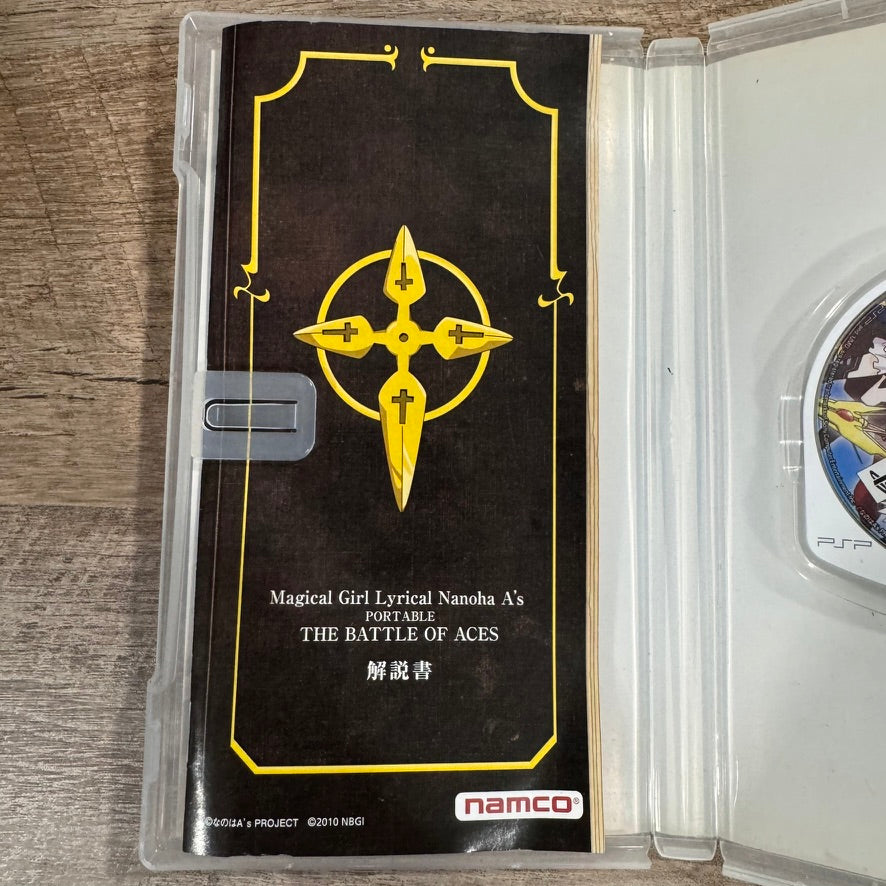 Magical Girl Lyrical Nanoha A's
PORTABLE
THE BATTLE OF ACES
解説書
namco®
©なのはA's PROJECT ©2010 NBGI
PSP